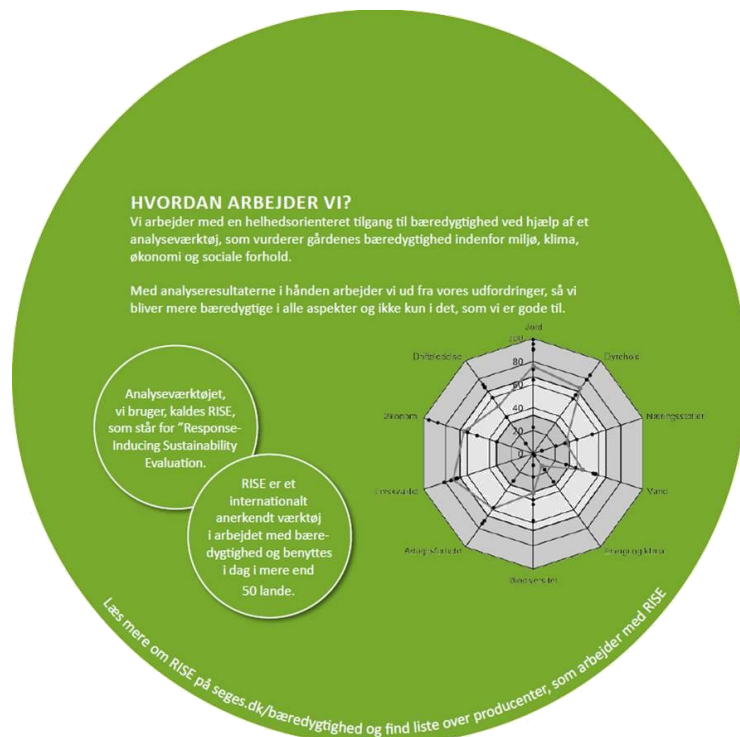 HVORDAN ARBEJDER VI?
Vi arbejder med en helhedsorienteret tilgang til bæredygtighed ved hjælp af et
analyseværktøj, som vurderer gårdenes bæredygtighed indenfor miljø, klima,
økonomi og sociale forhold.
Med analyseresultaterne i hånden arbejder vi ud fra vores udfordringer, så vi
bliver mere bæredygtige i alle aspekter og ikke kun i det, som vi er gode til.
Analyseværktøjet,
vi bruger, kaldes RISE,
som står for "Response-
Inducing Sustainability
Evaluation.
RISE er et
internationalt
anerkendt værktøj
i arbejdet med bære-
dygtighed og benyttes
i dag i mere end
50 lande.
Jord
100
Driftsledelse
Dyrehold
80
60
Økonomi
40
Næringsstoffer
20
0
Vand
Energi og klima
Biodiversitet
Læs mere om RISE på seges.dk/bæredygtighed og find liste over producenter, som arbejder med RISE